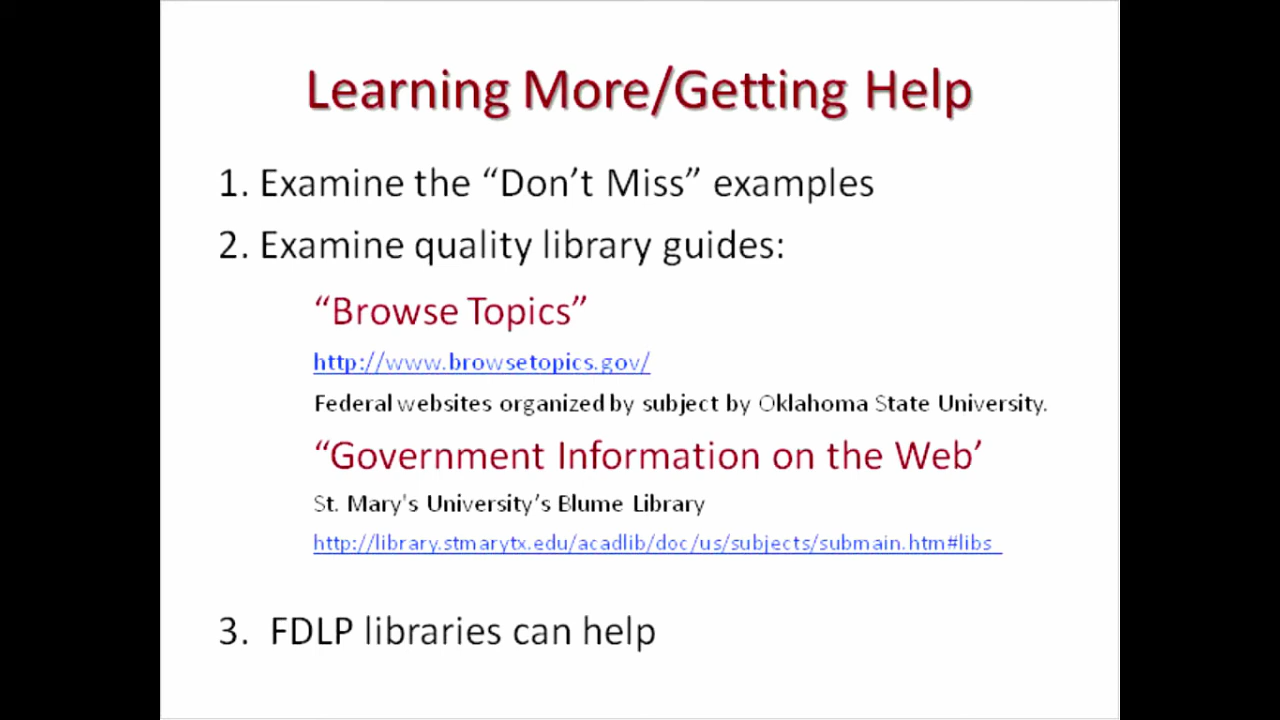 Learning More/Getting Help
1. Examine the “Don’t Miss” examples
2. Examine quality library guides:
“Browse Topics”
http://www.browsetopics.gov/
Federal websites organized by subject by Oklahoma State University.
“Government Information on the Web’
St. Mary's University’s Blume Library
http://library.stmarytx.edu/acadlib/doc/us/subjects/submain.htm#libs
3. FDLP libraries can help